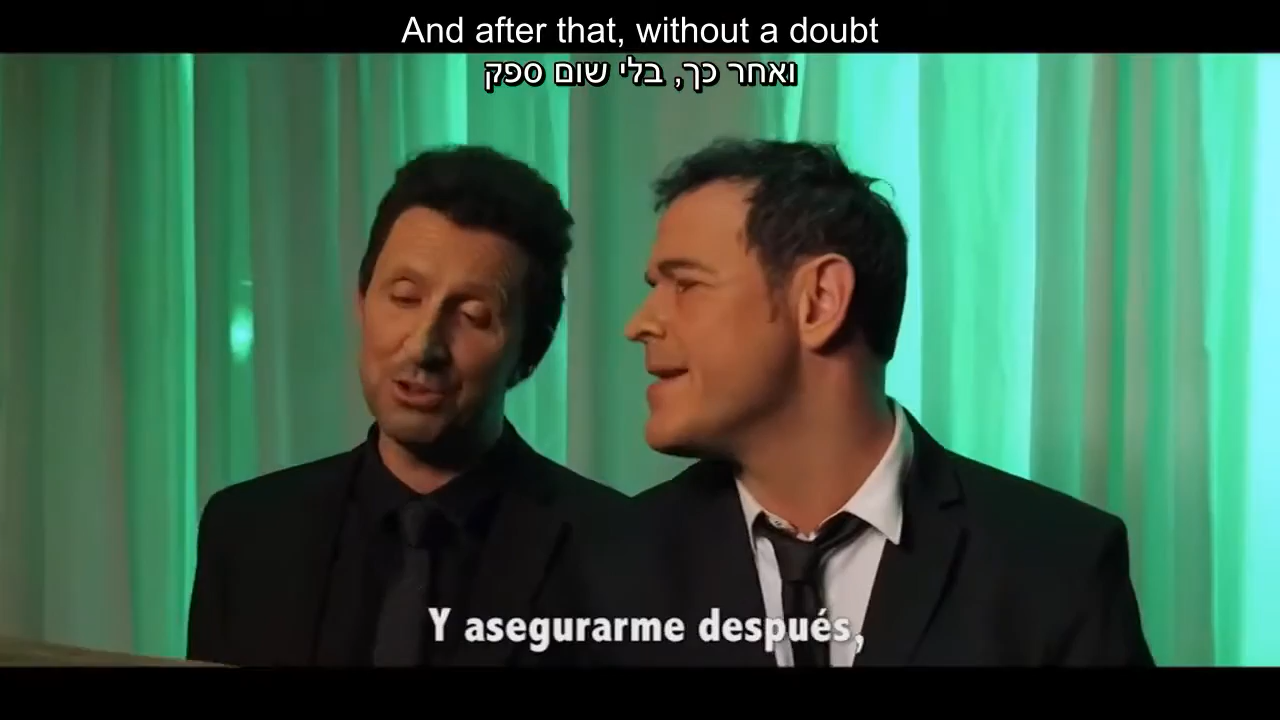 And after that, without a doubt
ואחר כך, בלי שום ספק
Y asegurarme después,